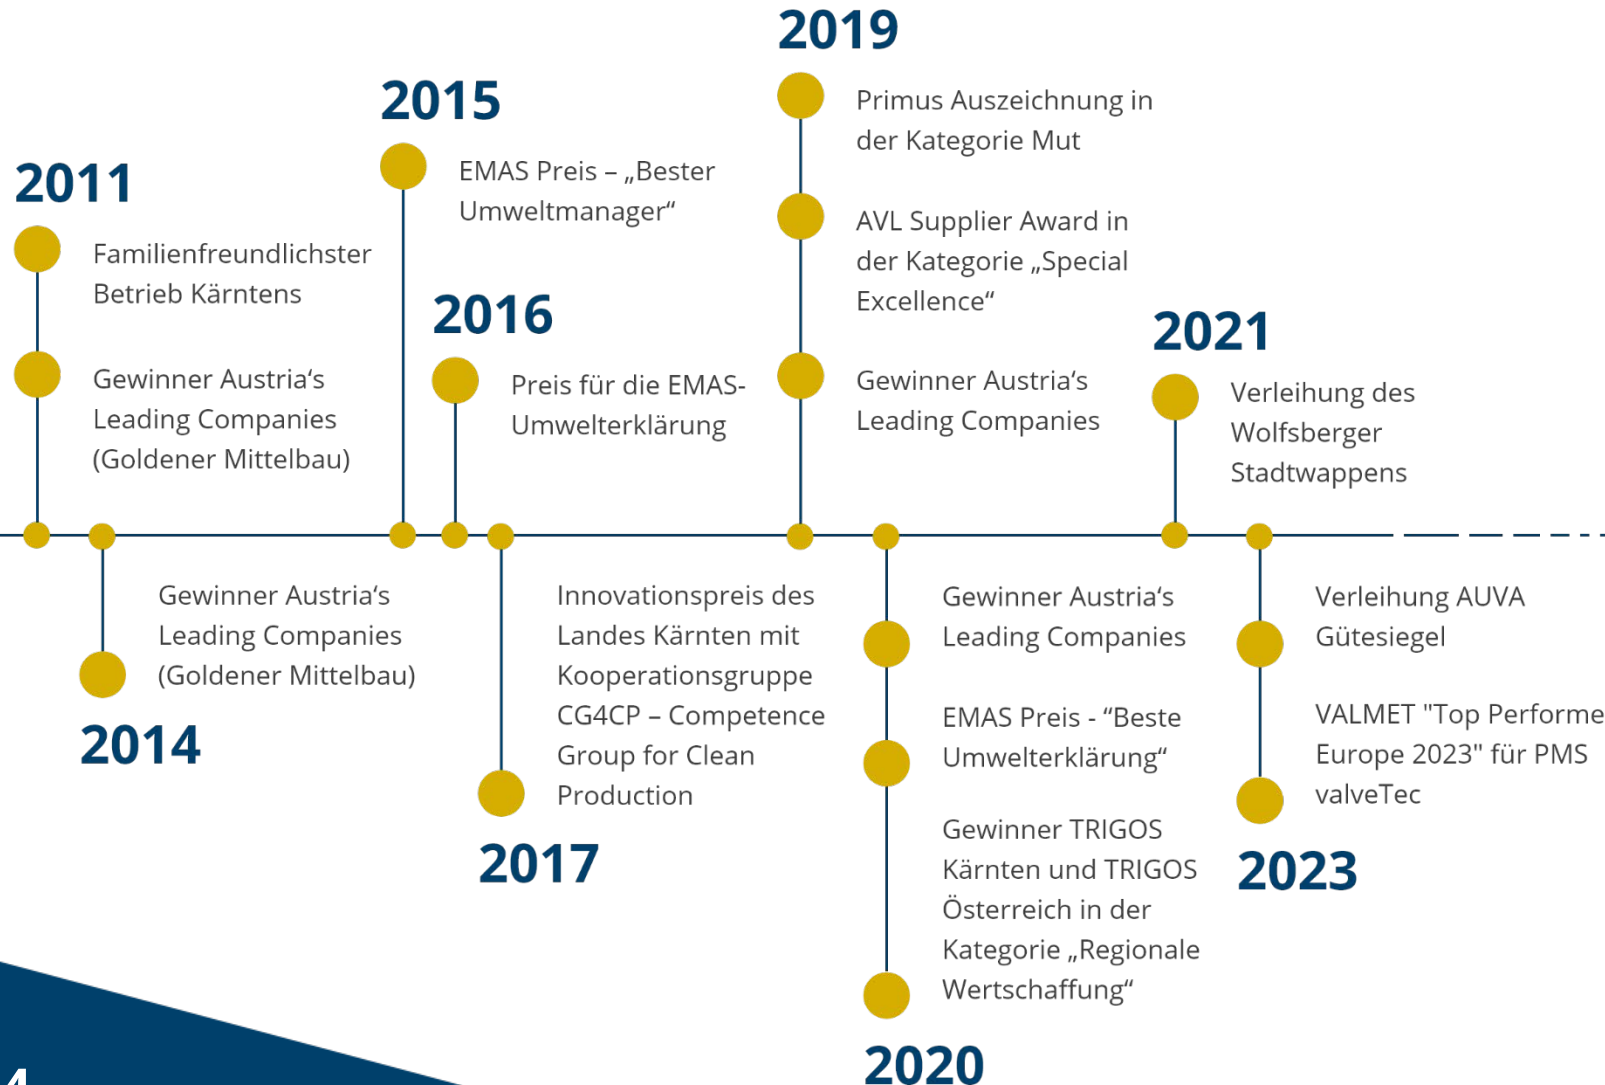 2011
Familienfreundlichster
Betrieb Kärntens
Gewinner Austria‘s
Leading Companies
(Goldener Mittelbau)
Gewinner Austria‘s
Leading Companies
(Goldener Mittelbau)
2014
2015
EMAS Preis – „Bester
Umweltmanager“
2016
Preis für die EMAS-
Umwelterklärung
Innovationspreis des
Landes Kärnten mit
Kooperationsgruppe
CG4CP – Competence
Group for Clean
Production
2017
2019
Primus Auszeichnung in
der Kategorie Mut
AVL Supplier Award in
der Kategorie „Special
Excellence“
Gewinner Austria‘s
Leading Companies
Gewinner Austria‘s
Leading Companies
EMAS Preis - “Beste
Umwelterklärung“
Gewinner TRIGOS
Kärnten und TRIGOS
Österreich in der
Kategorie „Regionale
Wertschaffung“
2020
2021
Verleihung des
Wolfsberger
Stadtwappens
Verleihung AUVA
Gütesiegel
VALMET "Top Performe
Europe 2023" für PMS
valveTec
2023
4